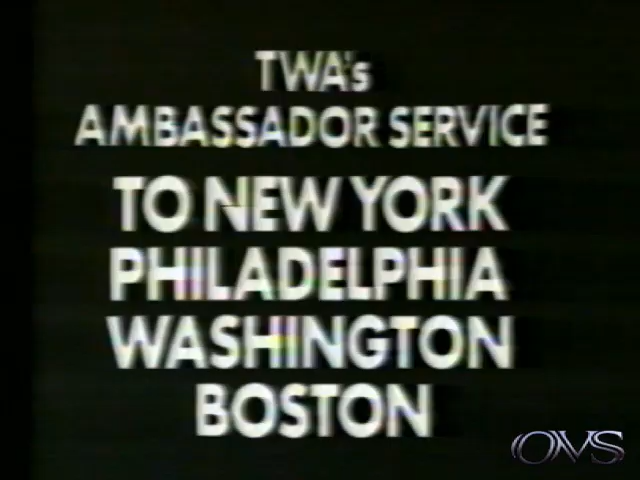 TWA's
AMBASSADOR SERVICE
TO NEW YORK
PHILADELPHIA
WASHINGTON
BOSTON
OVS